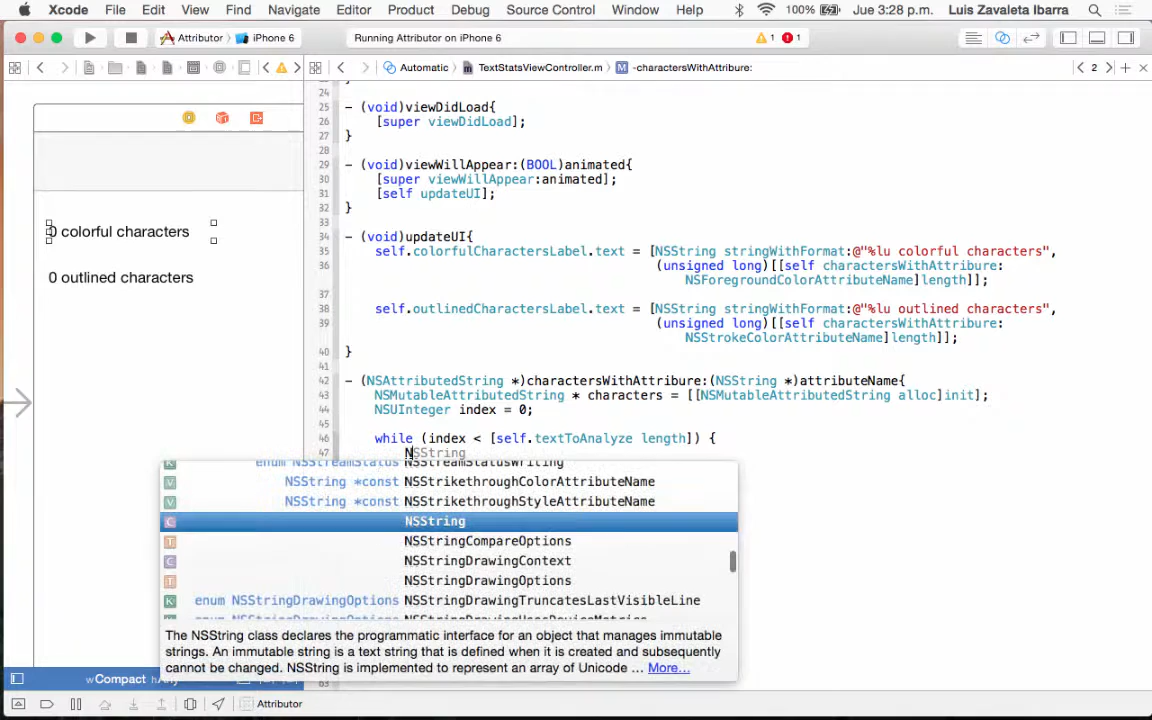 Xcode File Edit View Find Navigate Editor Product Debug Source Control Window Help 100% Jue 3:28 p.m. Luis Zavaleta Ibarra
Attributor iPhone 6 Running Attributor on iPhone 6 1 1
Automatic TextStatsViewController.m M -charactersWithAttribure: 2
24
25 - (void)viewDidLoad{
26 [super viewDidLoad];
27 }
28
29 - (void)viewWillAppear:(BOOL)animated{
30 [super viewWillAppear:animated];
31 [self updateUI];
32 }
33
34 - (void)updateUI{
35 self.colorfulCharactersLabel.text = [NSString stringWithFormat:@"%lu colorful characters",
36 (unsigned long)[[self charactersWithAttribure:
NSForegroundColorAttributeName]length]];
37
38 self.outlinedCharactersLabel.text = [NSString stringWithFormat:@"%lu outlined characters",
39 (unsigned long)[[self charactersWithAttribure:
NSStrokeColorAttributeName]length]];
40 }
41
42 - (NSAttributedString *)charactersWithAttribure:(NSString *)attributeName{
43 NSMutableAttributedString * characters = [[NSMutableAttributedString alloc]init];
44 NSUInteger index = 0;
45
46 while (index < [self.textToAnalyze length]) {
47 NSString
0 colorful characters
0 outlined characters
K enum NSStreamStatus NSStreamStatusWriting
V NSString *const NSStrikethroughColorAttributeName
V NSString *const NSStrikethroughStyleAttributeName
C NSString
T NSStringCompareOptions
C NSStringDrawingContext
T NSStringDrawingOptions
K enum NSStringDrawingOptions NSStringDrawingTruncatesLastVisibleLine
The NSString class declares the programmatic interface for an object that manages immutable
strings. An immutable string is a text string that is defined when it is created and subsequently
cannot be changed. NSString is implemented to represent an array of Unicode ... More...
wCompact hAny
63
Attributor